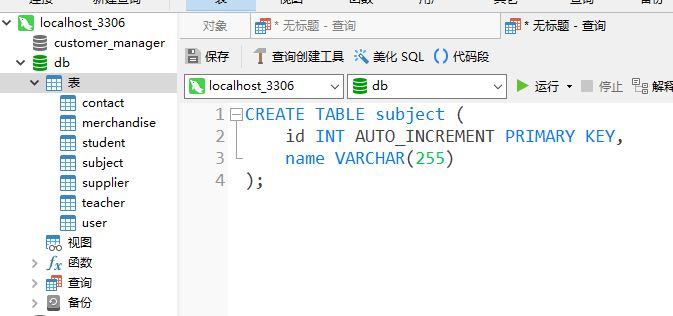 表
对象
* 无标题 - 查询
* 无标题 - 查询
保存
查询创建工具
美化 SQL
() 代码段
localhost_3306
db
运行
停止
解释
localhost_3306
customer_manager
db
表
contact
merchandise
student
subject
supplier
teacher
user
视图
fx 函数
查询
备份
1 CREATE TABLE subject (
2 id INT AUTO_INCREMENT PRIMARY KEY,
3 name VARCHAR(255)
4 );